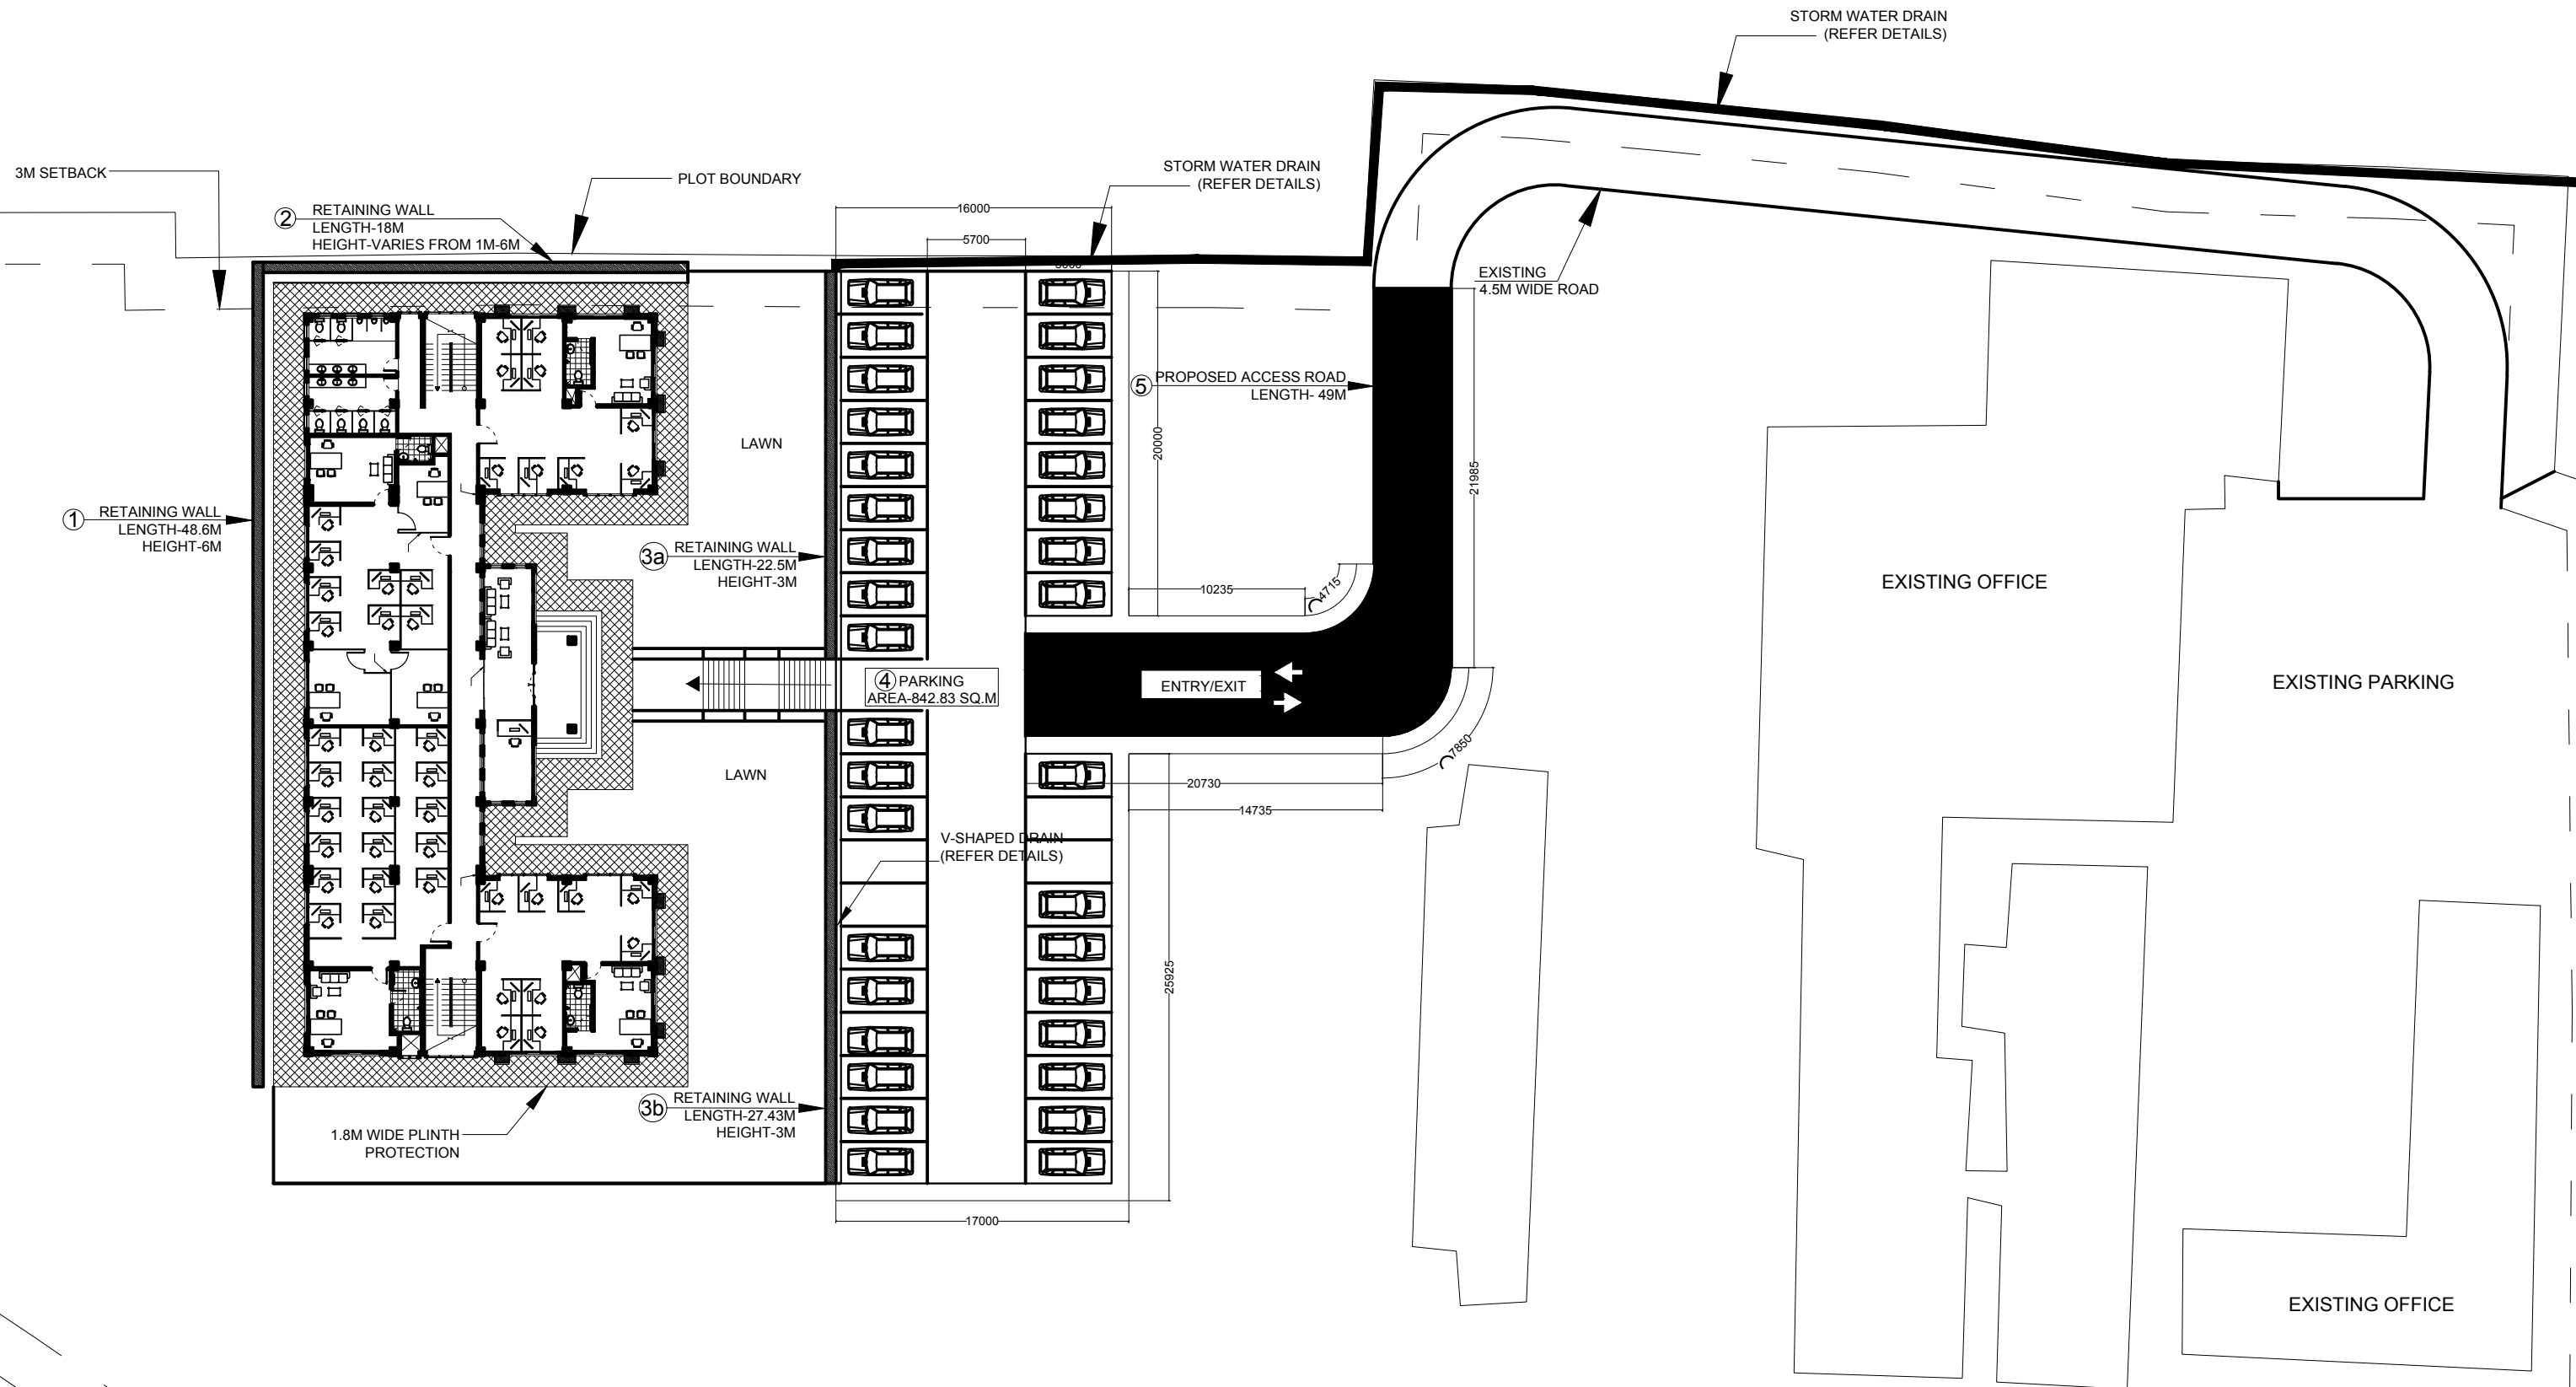 STORM WATER DRAIN
(REFER DETAILS)
3M SETBACK
PLOT BOUNDARY
STORM WATER DRAIN
(REFER DETAILS)
2 RETAINING WALL
LENGTH-18M
HEIGHT-VARIES FROM 1M-6M
16000
5700
EXISTING
4.5M WIDE ROAD
5 PROPOSED ACCESS ROAD
LENGTH- 49M
20000
21985
LAWN
1 RETAINING WALL
LENGTH-48.6M
HEIGHT-6M
3a RETAINING WALL
LENGTH-22.5M
HEIGHT-3M
10235
4715
EXISTING OFFICE
4 PARKING
AREA-842.83 SQ.M
ENTRY/EXIT
EXISTING PARKING
7850
LAWN
20730
14735
V-SHAPED DRAIN
(REFER DETAILS)
25925
3b RETAINING WALL
LENGTH-27.43M
HEIGHT-3M
1.8M WIDE PLINTH
PROTECTION
17000
EXISTING OFFICE